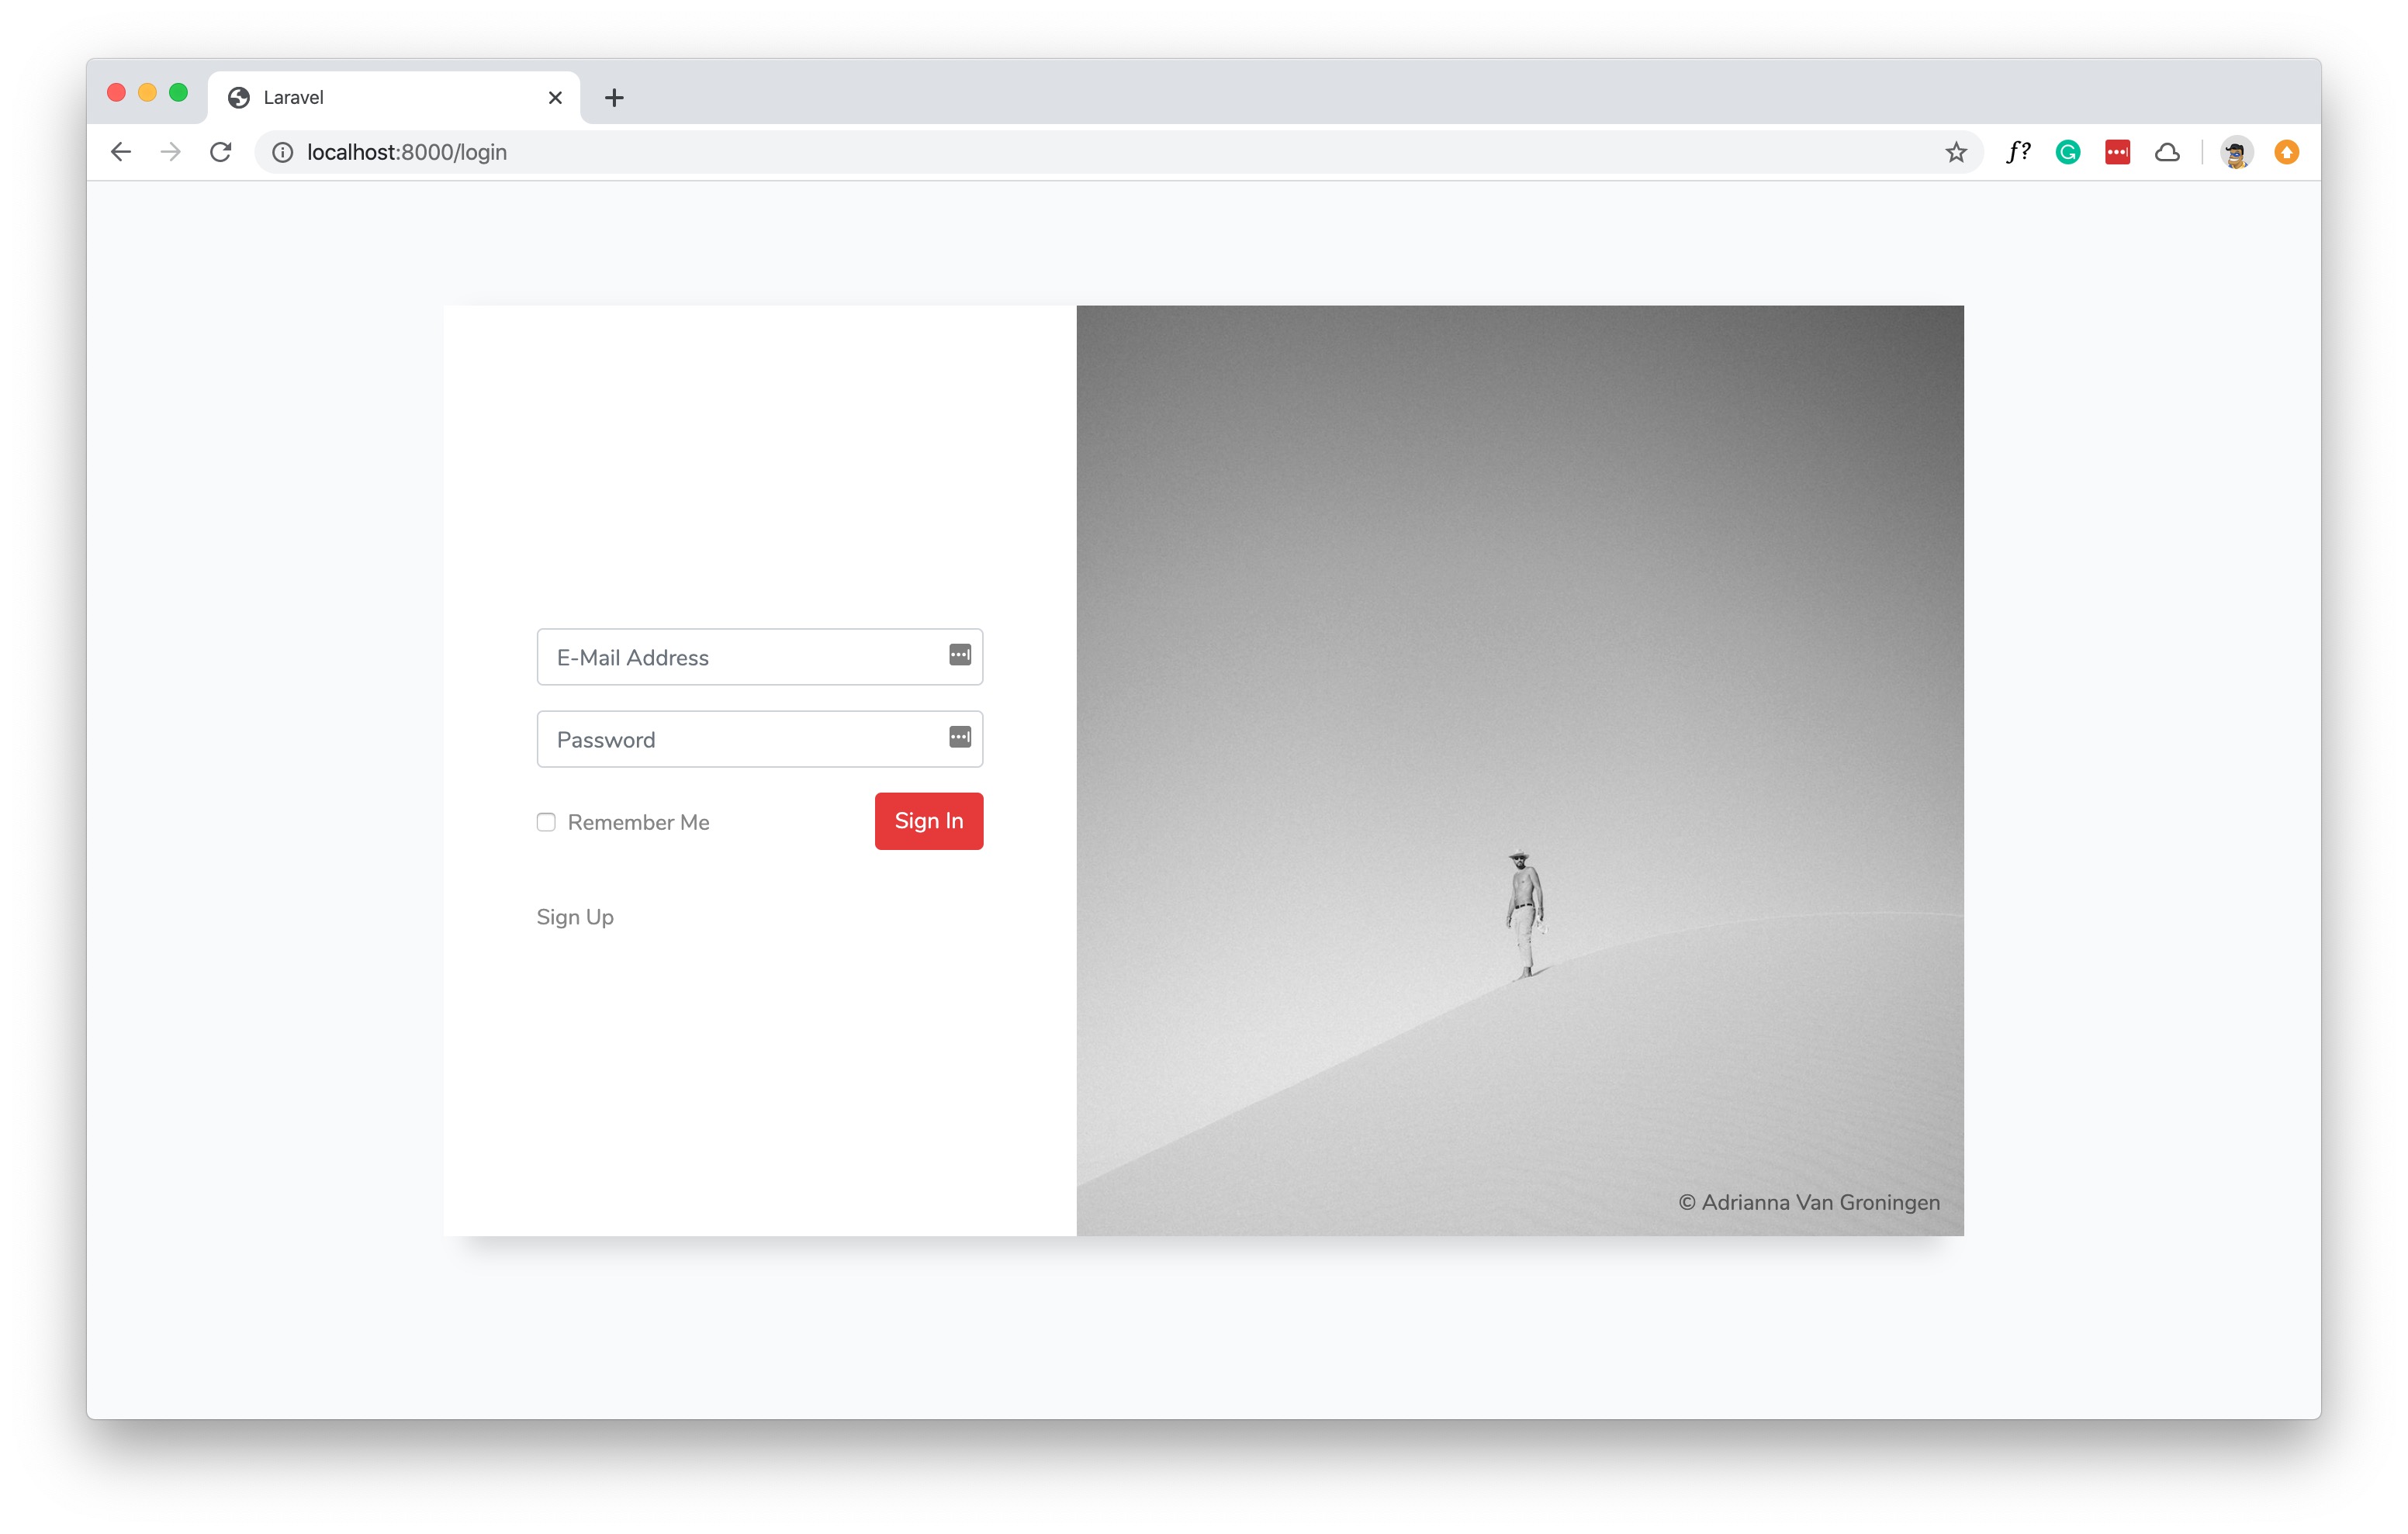 Laravel
localhost:8000/login
f?
E-Mail Address
Password
Remember Me
Sign In
Sign Up
© Adrianna Van Groningen